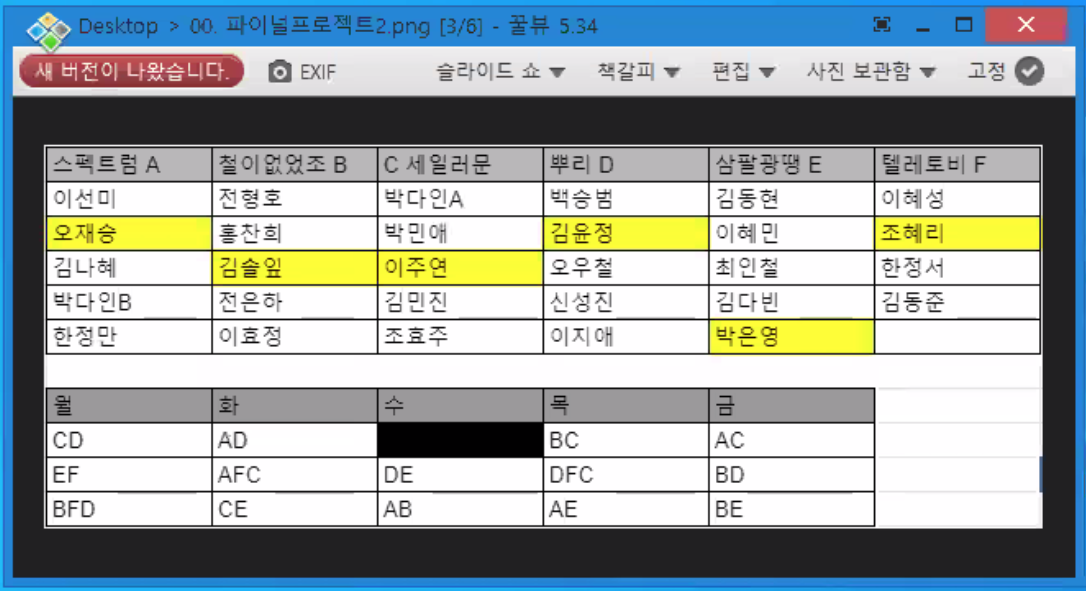 Desktop > 00. 파이널프로젝트2.png [3/6] - 꿀뷰 5.34
새 버전이 나왔습니다. EXIF 슬라이드 쇼 책갈피 편집 사진 보관함 고정
스펙트럼 A 철이없었조 B C 세일러문 뿌리 D 삼팔광땡 E 텔레토비 F
이선미 전형호 박다인A 백승범 김동현 이혜성
오재승 홍찬희 박민애 김윤정 이혜민 조혜리
김나혜 김솔잎 이주연 오우철 최인철 한정서
박다인B 전은하 김민진 신성진 김다빈 김동준
한정만 이효정 조효주 이지애 박은영
월 화 수 목 금
CD AD BC AC
EF AFC DE DFC BD
BFD CE AB AE BE